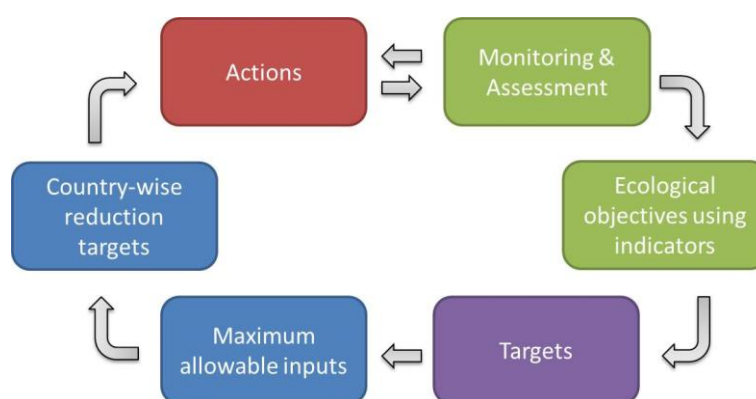 Actions
Monitoring &
Assessment
Country-wise
reduction
targets
Ecological
objectives using
indicators
Maximum
allowable inputs
Targets